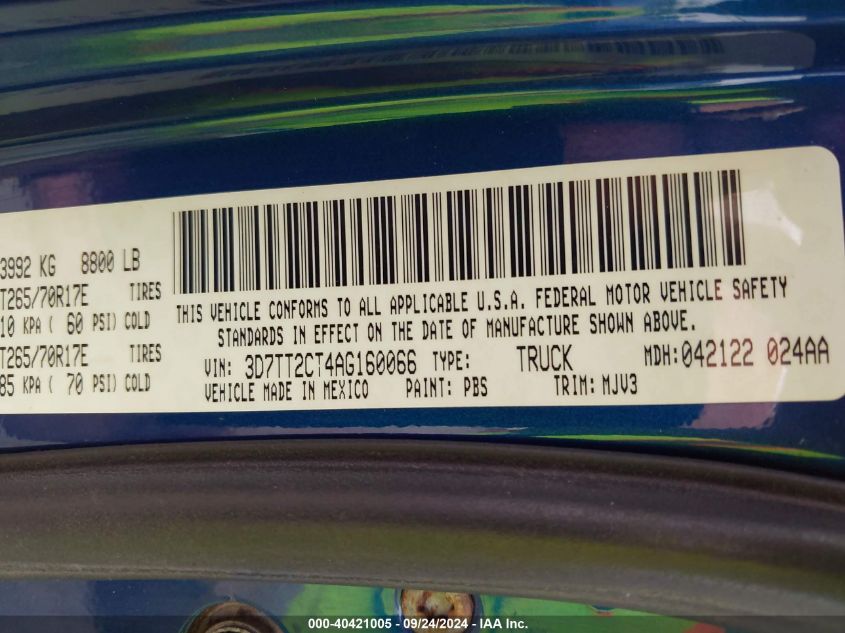 3992 KG 8800 LB
T265/70R17E TIRES
10 KPA ( 60 PSI) COLD
T265/70R17E TIRES
85 KPA ( 70 PSI) COLD
THIS VEHICLE CONFORMS TO ALL APPLICABLE U.S.A. FEDERAL MOTOR VEHICLE SAFETY
STANDARDS IN EFFECT ON THE DATE OF MANUFACTURE SHOWN ABOVE.
VIN: 3D7TT2CT4AG160066 TYPE: TRUCK MDH:042122 024AA
VEHICLE MADE IN MEXICO PAINT: PBS TRIM: MJV3
000-40421005 - 09/24/2024 - IAA Inc.